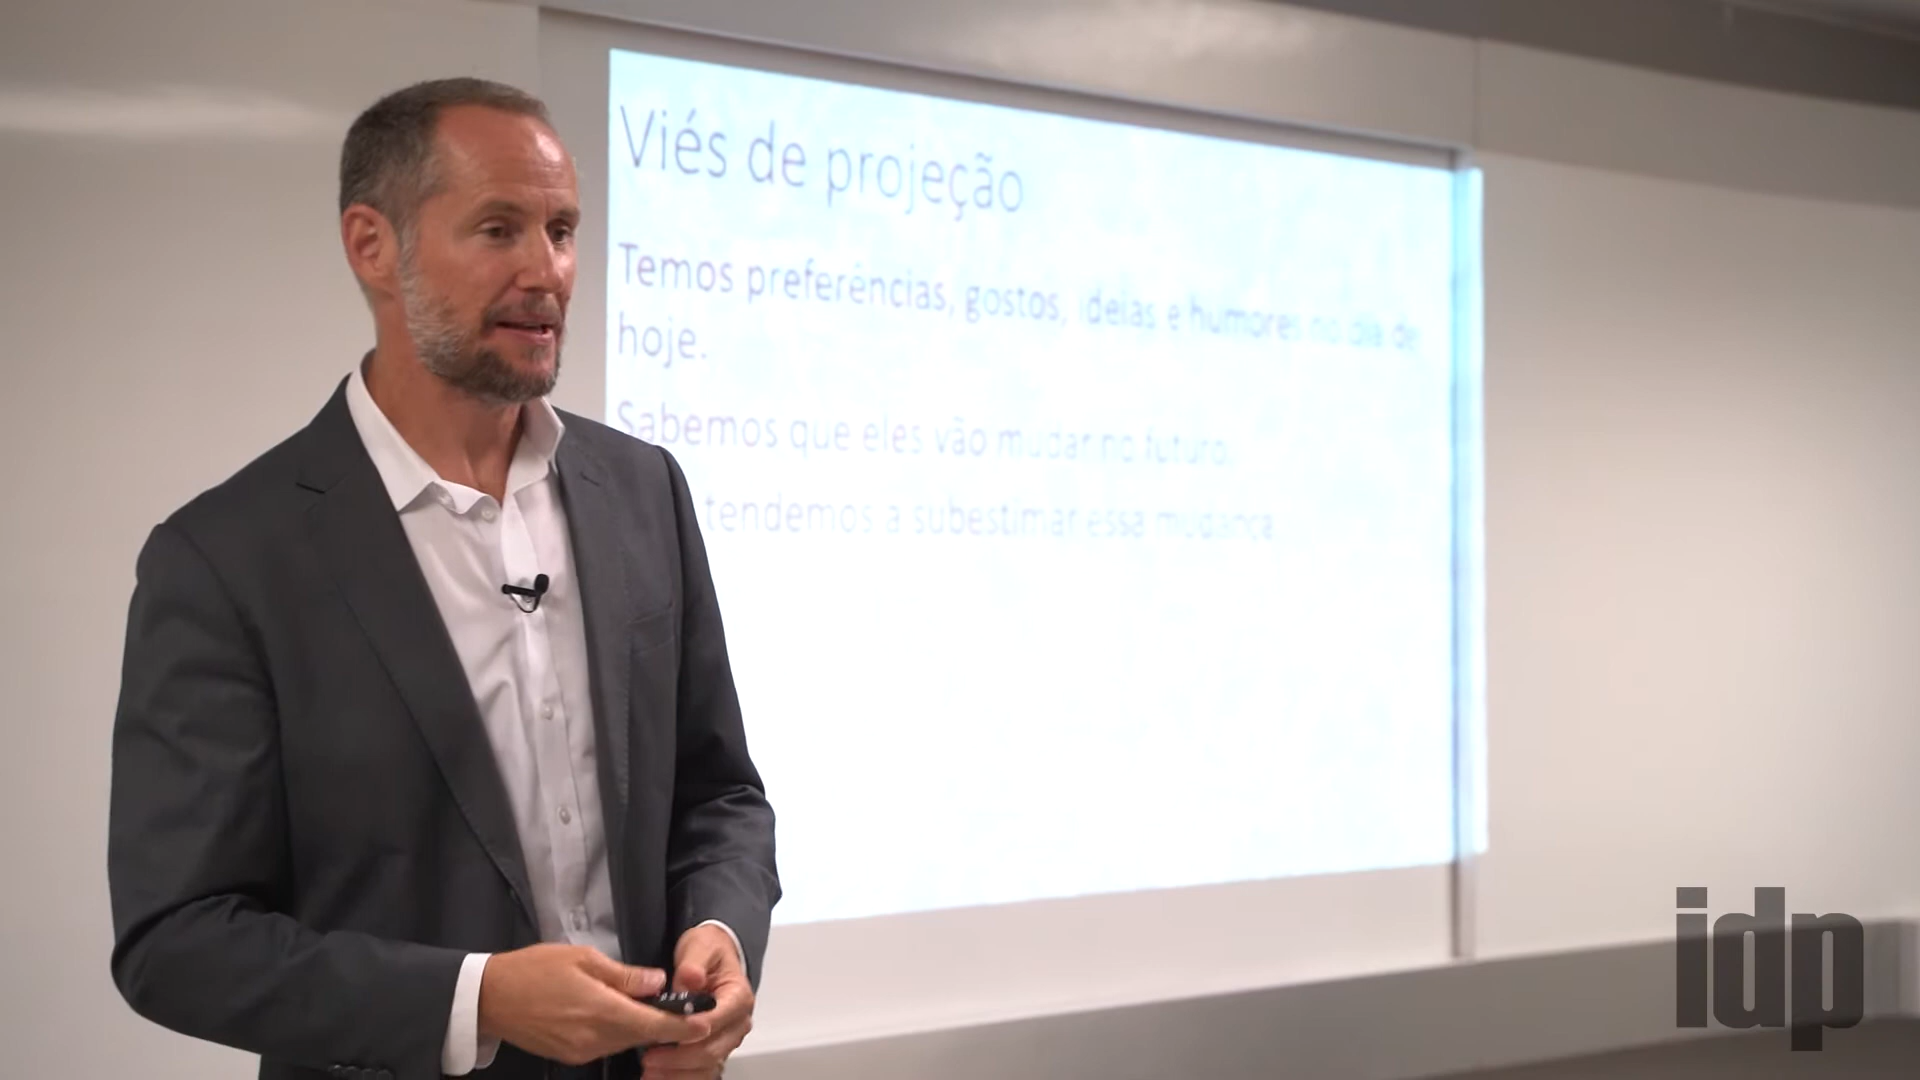 Viés de projeção
Temos preferências, gostos, ideias e humores no dia de
hoje.
Sabemos que eles vão mudar no futuro.
tendemos a subestimar essa mudança.
idp